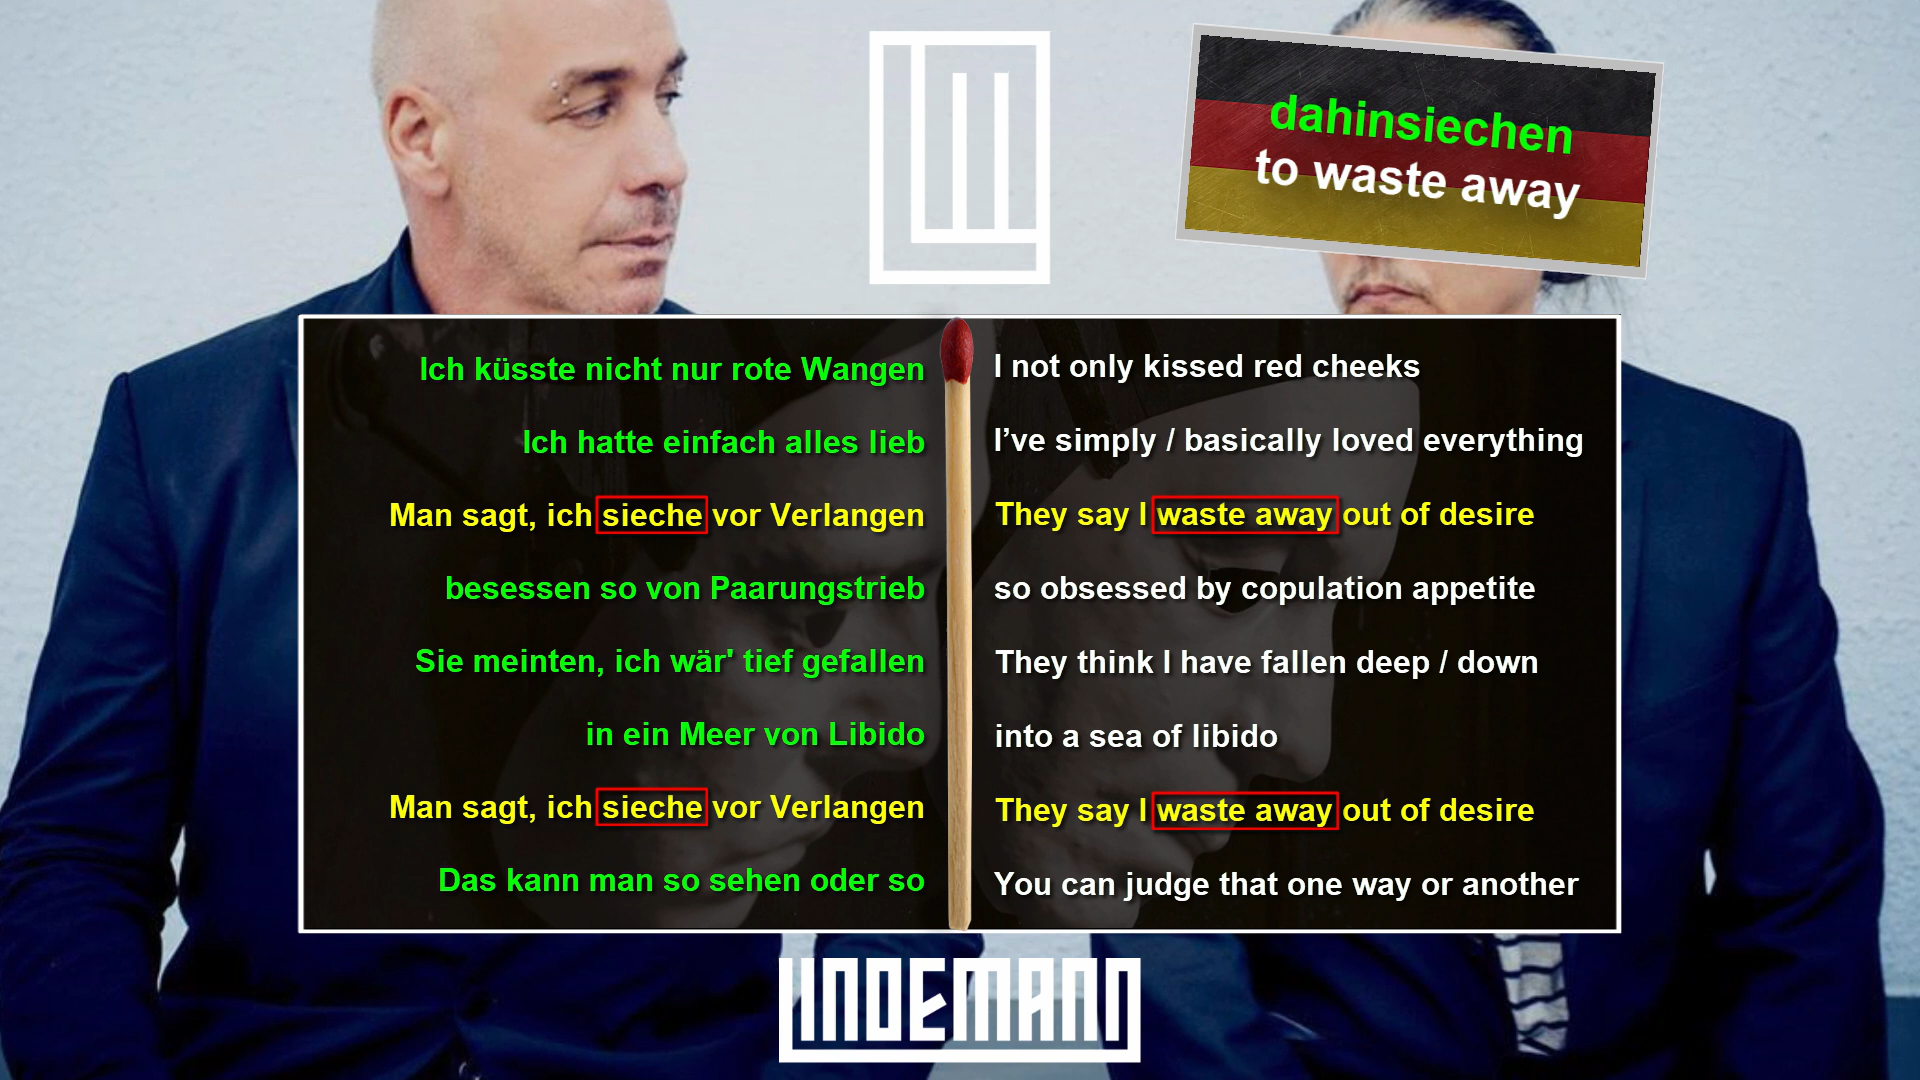 dahinsiechen
to waste away
Ich küsste nicht nur rote Wangen
Ich hatte einfach alles lieb
Man sagt, ich sieche vor Verlangen
besessen so von Paarungstrieb
Sie meinten, ich wär' tief gefallen
in ein Meer von Libido
Man sagt, ich sieche vor Verlangen
Das kann man so sehen oder so
I not only kissed red cheeks
I’ve simply / basically loved everything
They say I waste away out of desire
so obsessed by copulation appetite
They think I have fallen deep / down
into a sea of libido
They say I waste away out of desire
You can judge that one way or another
LINDEMANN